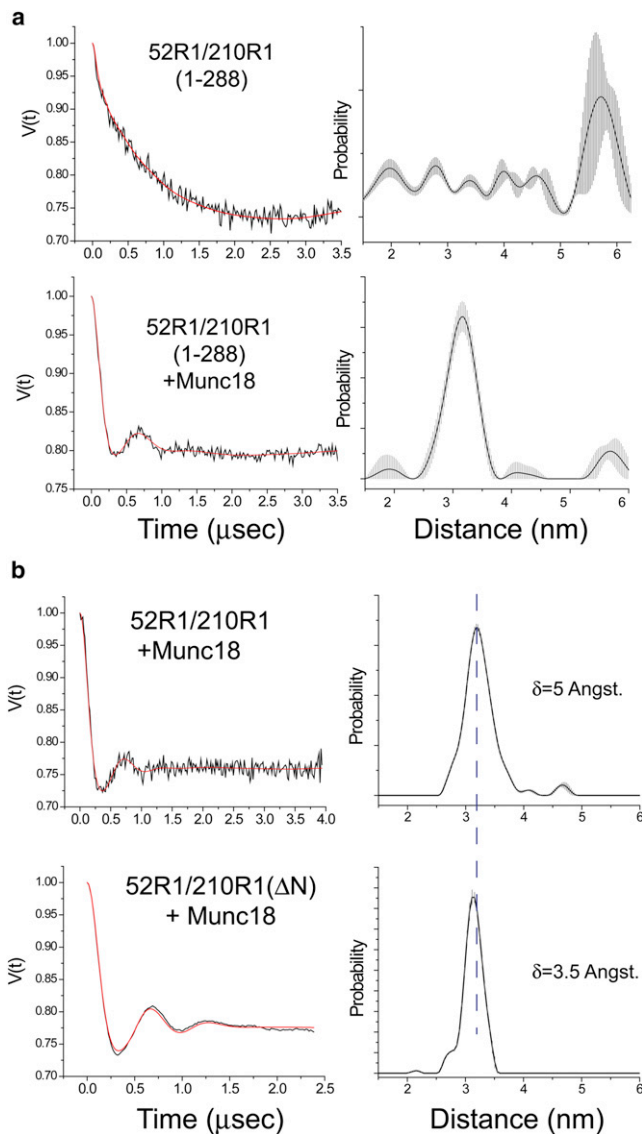 a
52R1/210R1
(1-288)
V(t)
1.00
0.95
0.90
0.85
0.80
0.75
0.70
0.0 0.5 1.0 1.5 2.0 2.5 3.0 3.5
Probability
2 3 4 5 6
52R1/210R1
(1-288)
+Munc18
V(t)
1.00
0.95
0.90
0.85
0.80
0.75
0.0 0.5 1.0 1.5 2.0 2.5 3.0 3.5
Time (μsec)
Probability
2 3 4 5 6
Distance (nm)
b
52R1/210R1
+Munc18
V(t)
1.00
0.95
0.90
0.85
0.80
0.75
0.70
0.0 0.5 1.0 1.5 2.0 2.5 3.0 3.5 4.0
Probability
δ=5 Angst.
2 3 4 5 6
52R1/210R1(ΔN)
+ Munc18
V(t)
1.00
0.95
0.90
0.85
0.80
0.75
0.70
0.0 0.5 1.0 1.5 2.0 2.5
Time (μsec)
Probability
δ=3.5 Angst.
2 3 4 5 6
Distance (nm)